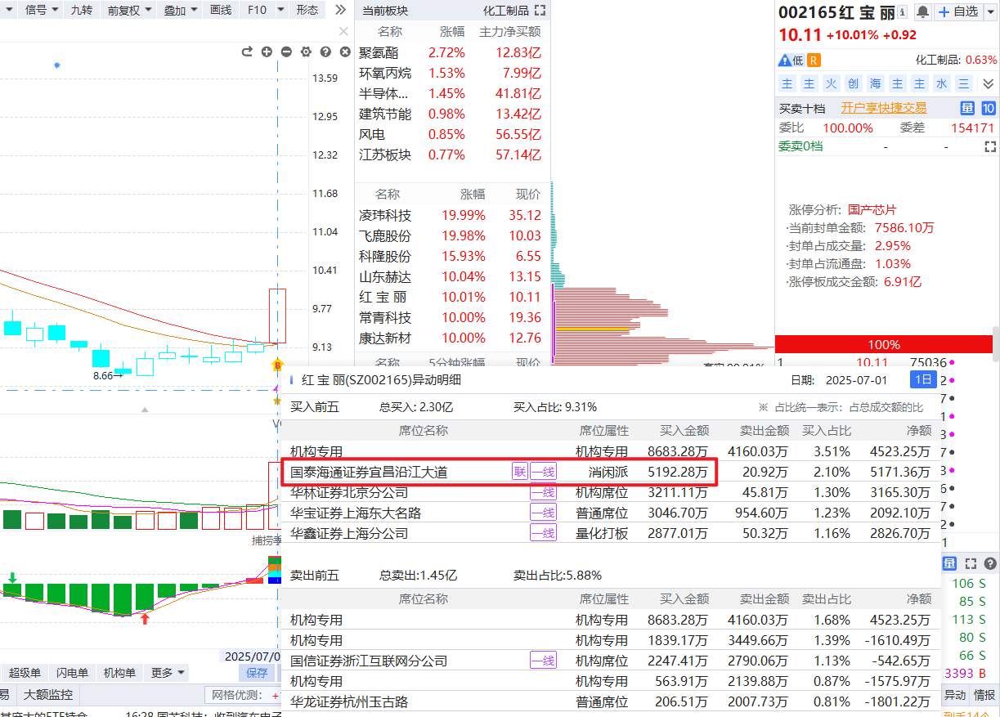 信号 九转 前复权 叠加 画线 F10 形态
13.59
12.95
12.32
11.68
11.04
10.41
9.77
9.13
8.66→
B
2025/07/0
超级单 闪电单 机构单 更多 保存
大额监控 网格优测: +
16:28
当前板块 化工制品
名称 涨幅 主力净买额
聚氨酯 2.72% 12.83亿
环氧丙烷 1.53% 7.99亿
半导体... 1.45% 41.81亿
建筑节能 0.98% 13.42亿
风电 0.85% 56.55亿
江苏板块 0.77% 57.14亿
名称 涨幅 现价
凌玮科技 19.99% 35.12
飞鹿股份 19.98% 10.03
科隆股份 15.93% 6.55
山东赫达 10.04% 13.15
红 宝 丽 10.01% 10.11
常青科技 10.00% 19.36
康达新材 10.00% 12.76
名称 5分钟涨幅 现价
002165 红 宝 丽 自选
10.11 +10.01% +0.92
低 R 化工制品: 0.63%
主 主 火 创 海 主 主 水 三
买卖十档 开户享快捷交易 量 10
委比 100.00% 委差 154171
委卖0档 - -
涨停分析: 国产芯片
·当前封单金额: 7586.10万
·封单占成交量: 2.95%
·封单占流通盘: 1.03%
·涨停板成交金额: 6.91亿
100%
1 10.11 75036
红 宝 丽(SZ002165)异动明细 日期: 2025-07-01 1日
买入前五 总买入: 2.30亿 买入占比: 9.31% ※ 占比统一表示: 占总成交额的比
席位名称 席位属性 买入金额 卖出金额 买入占比 净额
机构专用 机构专用 8683.28万 4160.03万 3.51% 4523.25万
国泰海通证券宜昌沿江大道 联 一线 消闲派 5192.28万 20.92万 2.10% 5171.36万
华林证券北京分公司 一线 机构席位 3211.11万 45.81万 1.30% 3165.30万
华宝证券上海东大名路 一线 普通席位 3046.70万 954.60万 1.23% 2092.10万
华鑫证券上海分公司 一线 量化打板 2877.01万 50.32万 1.16% 2826.70万
卖出前五 总卖出:1.45亿 卖出占比:5.88%
席位名称 席位属性 买入金额 卖出金额 卖出占比 净额
机构专用 机构专用 8683.28万 4160.03万 1.68% 4523.25万
机构专用 机构专用 1839.17万 3449.66万 1.39% -1610.49万
国信证券浙江互联网分公司 一线 机构席位 2247.41万 2790.06万 1.13% -542.65万
机构专用 机构专用 563.91万 2139.88万 0.87% -1575.97万
华龙证券杭州玉古路 普通席位 206.51万 2007.73万 0.81% -1801.22万
量
106 S
85 S
113 S
80 S
66 S
3393 B
异动 情报